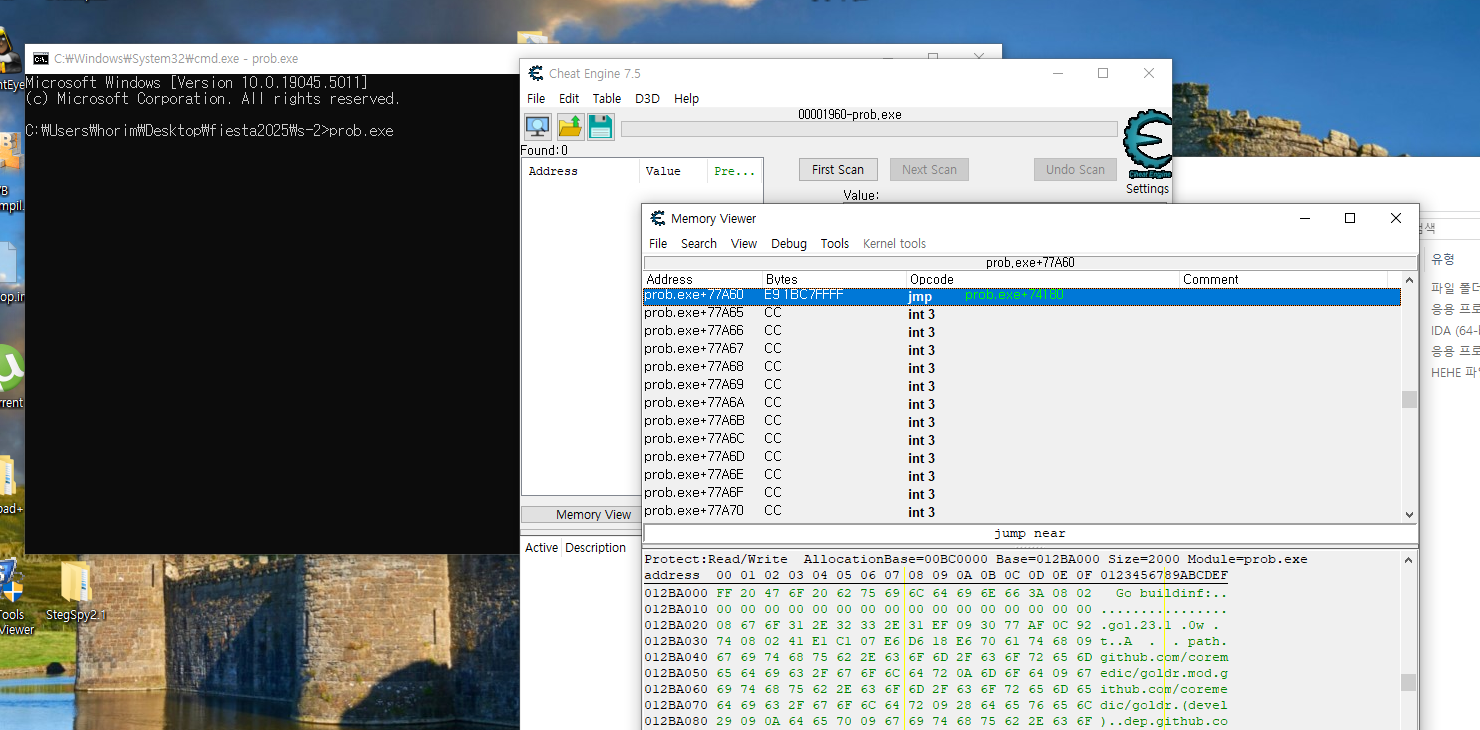 C:₩Windows₩System32₩cmd.exe - prob.exe
Microsoft Windows [Version 10.0.19045.5011]
(c) Microsoft Corporation. All rights reserved.
C:₩Users₩horim₩Desktop₩fiesta2025₩s-2>prob.exe
StegSpy2.1
Tools
Viewer
Cheat Engine 7.5
File Edit Table D3D Help
00001960-prob.exe
Found:0
Address Value Pre...
First Scan Next Scan Undo Scan
Value:
Cheat Engine
Settings
Memory View
Active Description
Memory Viewer
File Search View Debug Tools Kernel tools
prob.exe+77A60
Address Bytes Opcode Comment
prob.exe+77A60 E9 1BC7FFFF jmp prob.exe+74180
prob.exe+77A65 CC int 3
prob.exe+77A66 CC int 3
prob.exe+77A67 CC int 3
prob.exe+77A68 CC int 3
prob.exe+77A69 CC int 3
prob.exe+77A6A CC int 3
prob.exe+77A6B CC int 3
prob.exe+77A6C CC int 3
prob.exe+77A6D CC int 3
prob.exe+77A6E CC int 3
prob.exe+77A6F CC int 3
prob.exe+77A70 CC int 3
jump near
Protect:Read/Write AllocationBase=00BC0000 Base=012BA000 Size=2000 Module=prob.exe
address 00 01 02 03 04 05 06 07 08 09 0A 0B 0C 0D 0E 0F 0123456789ABCDEF
012BA000 FF 20 47 6F 20 62 75 69 6C 64 69 6E 66 3A 08 02 Go buildinf:..
012BA010 00 00 00 00 00 00 00 00 00 00 00 00 00 00 00 00 ................
012BA020 08 67 6F 31 2E 32 33 2E 31 EF 09 30 77 AF 0C 92 .go1.23.1 .0w .
012BA030 74 08 02 41 E1 C1 07 E6 D6 18 E6 70 61 74 68 09 t..A . . path.
012BA040 67 69 74 68 75 62 2E 63 6F 6D 2F 63 6F 72 65 6D github.com/corem
012BA050 65 64 69 63 2F 67 6F 6C 64 72 0A 6D 6F 64 09 67 edic/goldr.mod.g
012BA060 69 74 68 75 62 2E 63 6F 6D 2F 63 6F 72 65 6D 65 ithub.com/coreme
012BA070 64 69 63 2F 67 6F 6C 64 72 09 28 64 65 76 65 6C dic/goldr.(devel
012BA080 29 09 0A 64 65 70 09 67 69 74 68 75 62 2E 63 6F )..dep.github.co
유형
파일 폴더
응용 프로
IDA (64-
응용 프로
HEHE 파